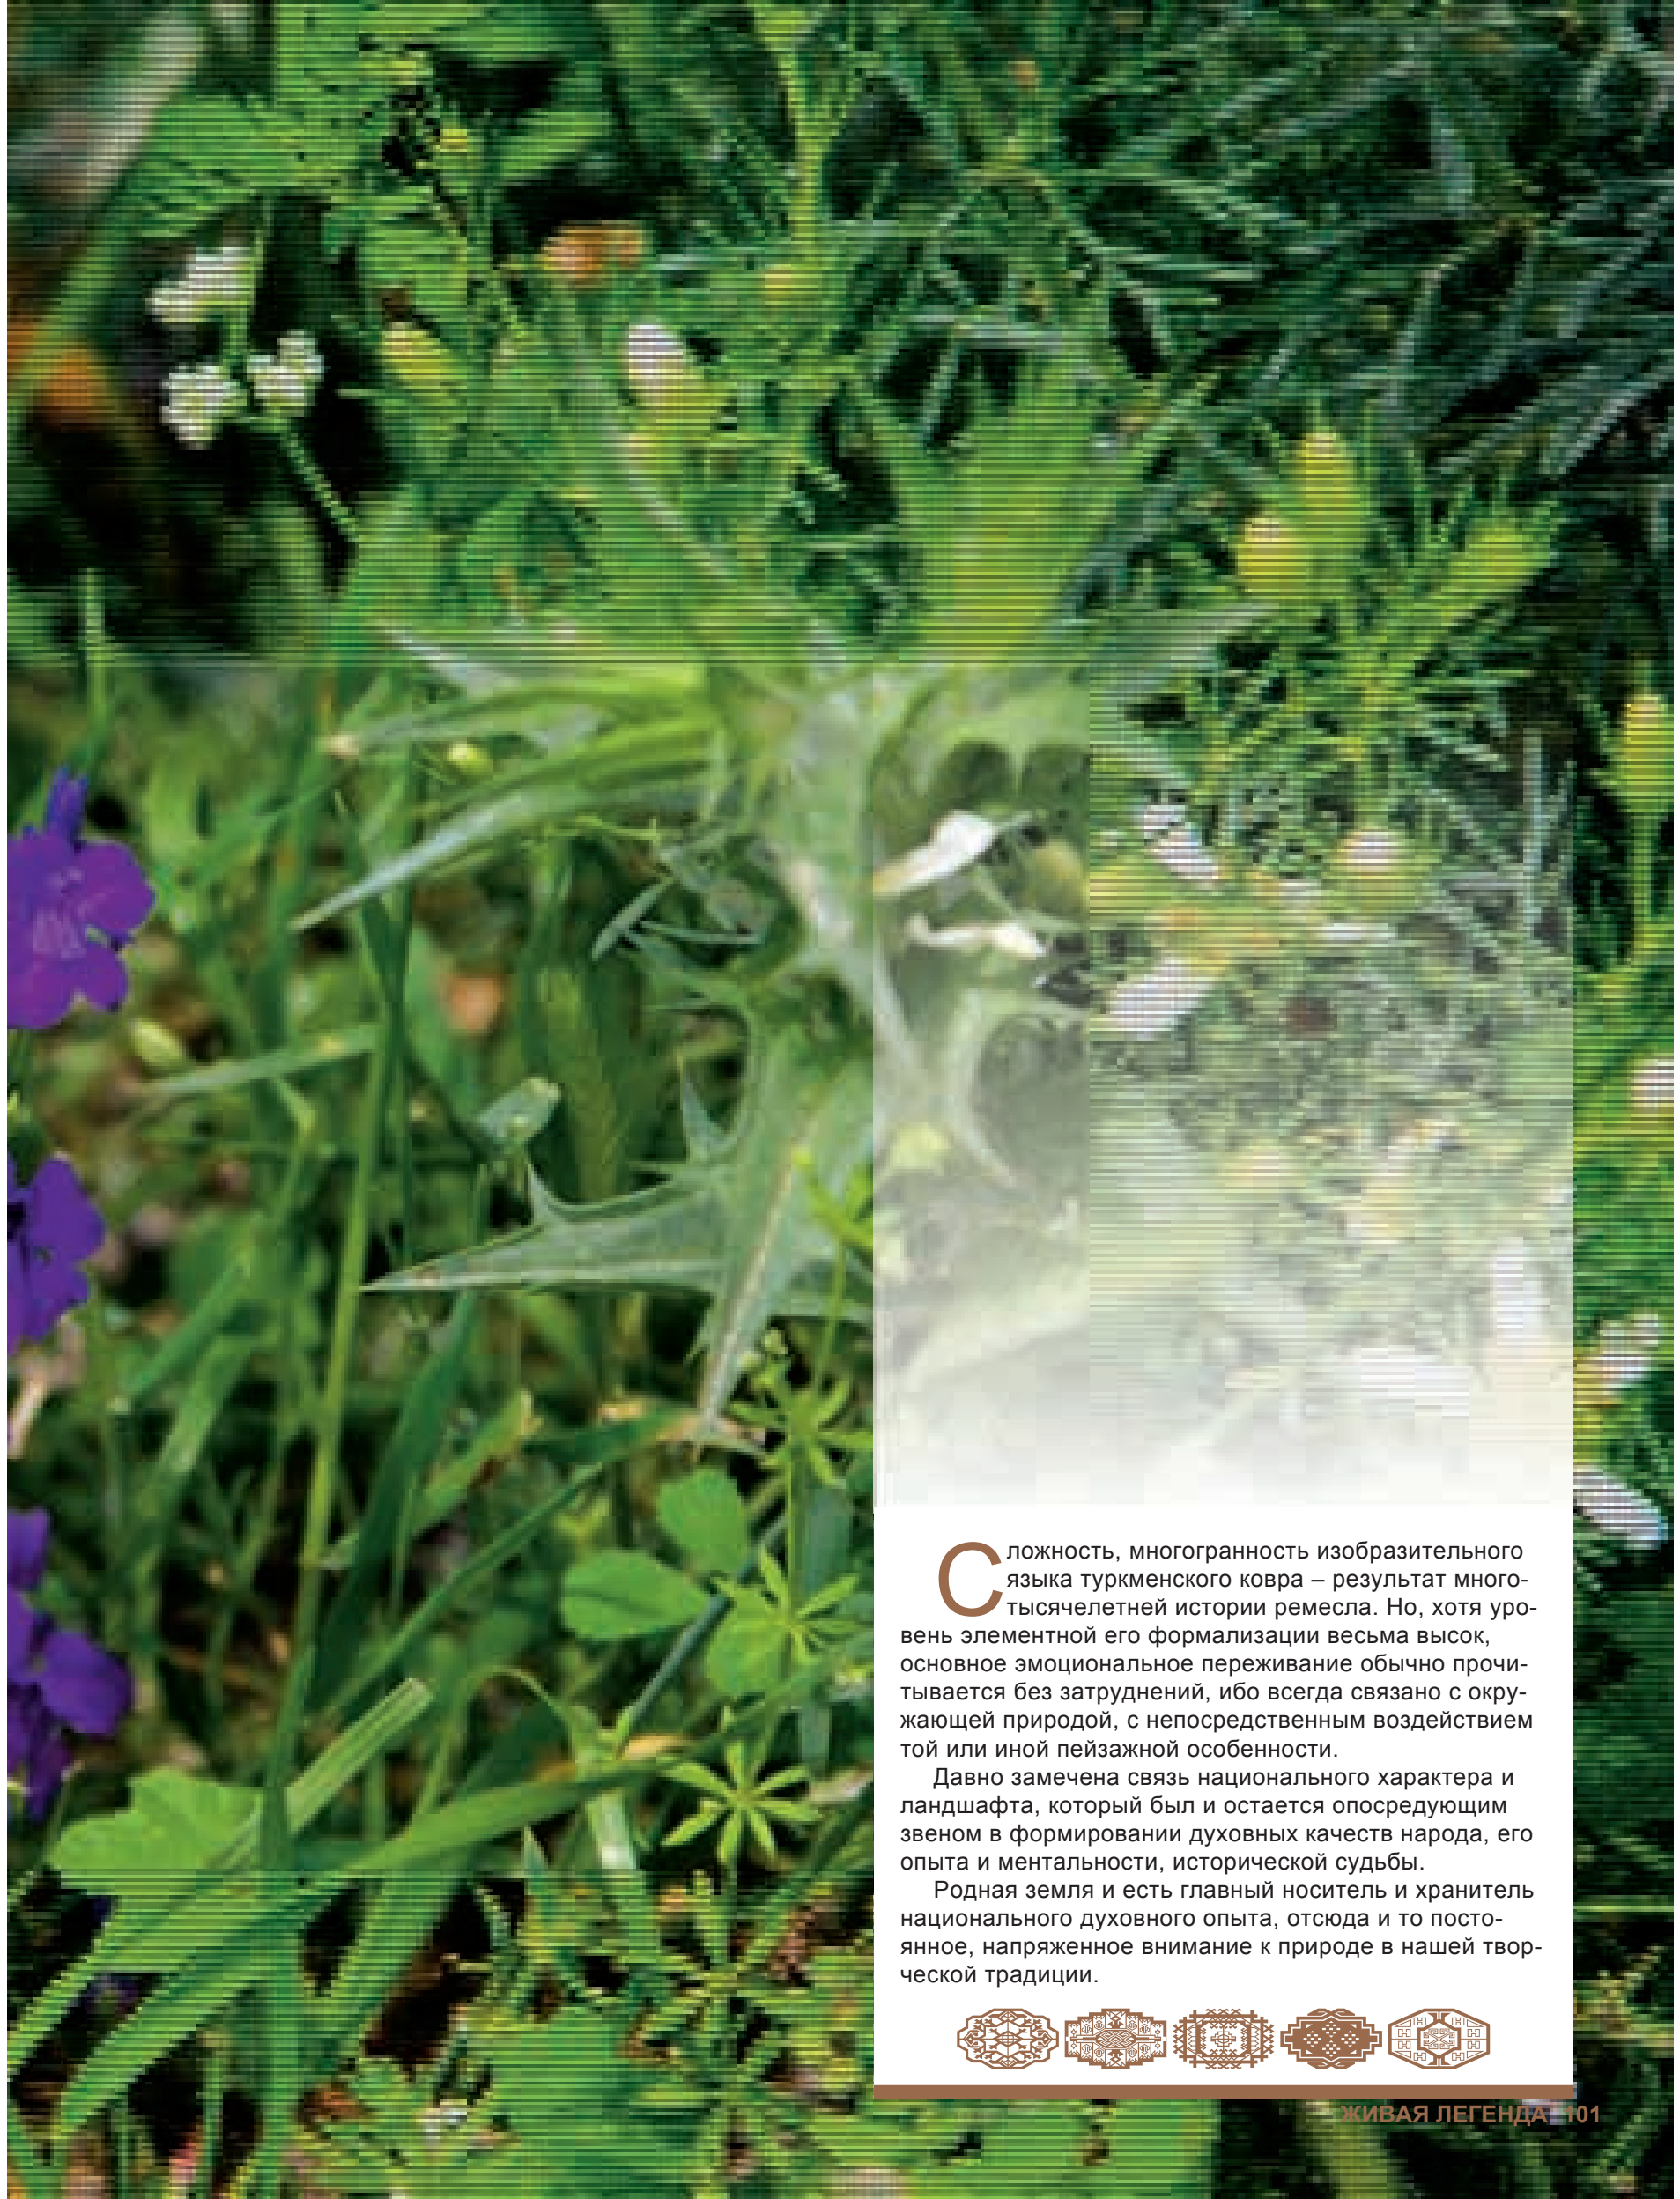 Сложность, многогранность изобразительного
языка туркменского ковра – результат много-
тысячелетней истории ремесла. Но, хотя уро-
вень элементной его формализации весьма высок,
основное эмоциональное переживание обычно прочи-
тывается без затруднений, ибо всегда связано с окру-
жающей природой, с непосредственным воздействием
той или иной пейзажной особенности.
Давно замечена связь национального характера и
ландшафта, который был и остается опосредующим
звеном в формировании духовных качеств народа, его
опыта и ментальности, исторической судьбы.
Родная земля и есть главный носитель и хранитель
национального духовного опыта, отсюда и то посто-
янное, напряженное внимание к природе в нашей твор-
ческой традиции.
ЖИВАЯ ЛЕГЕНДА 101